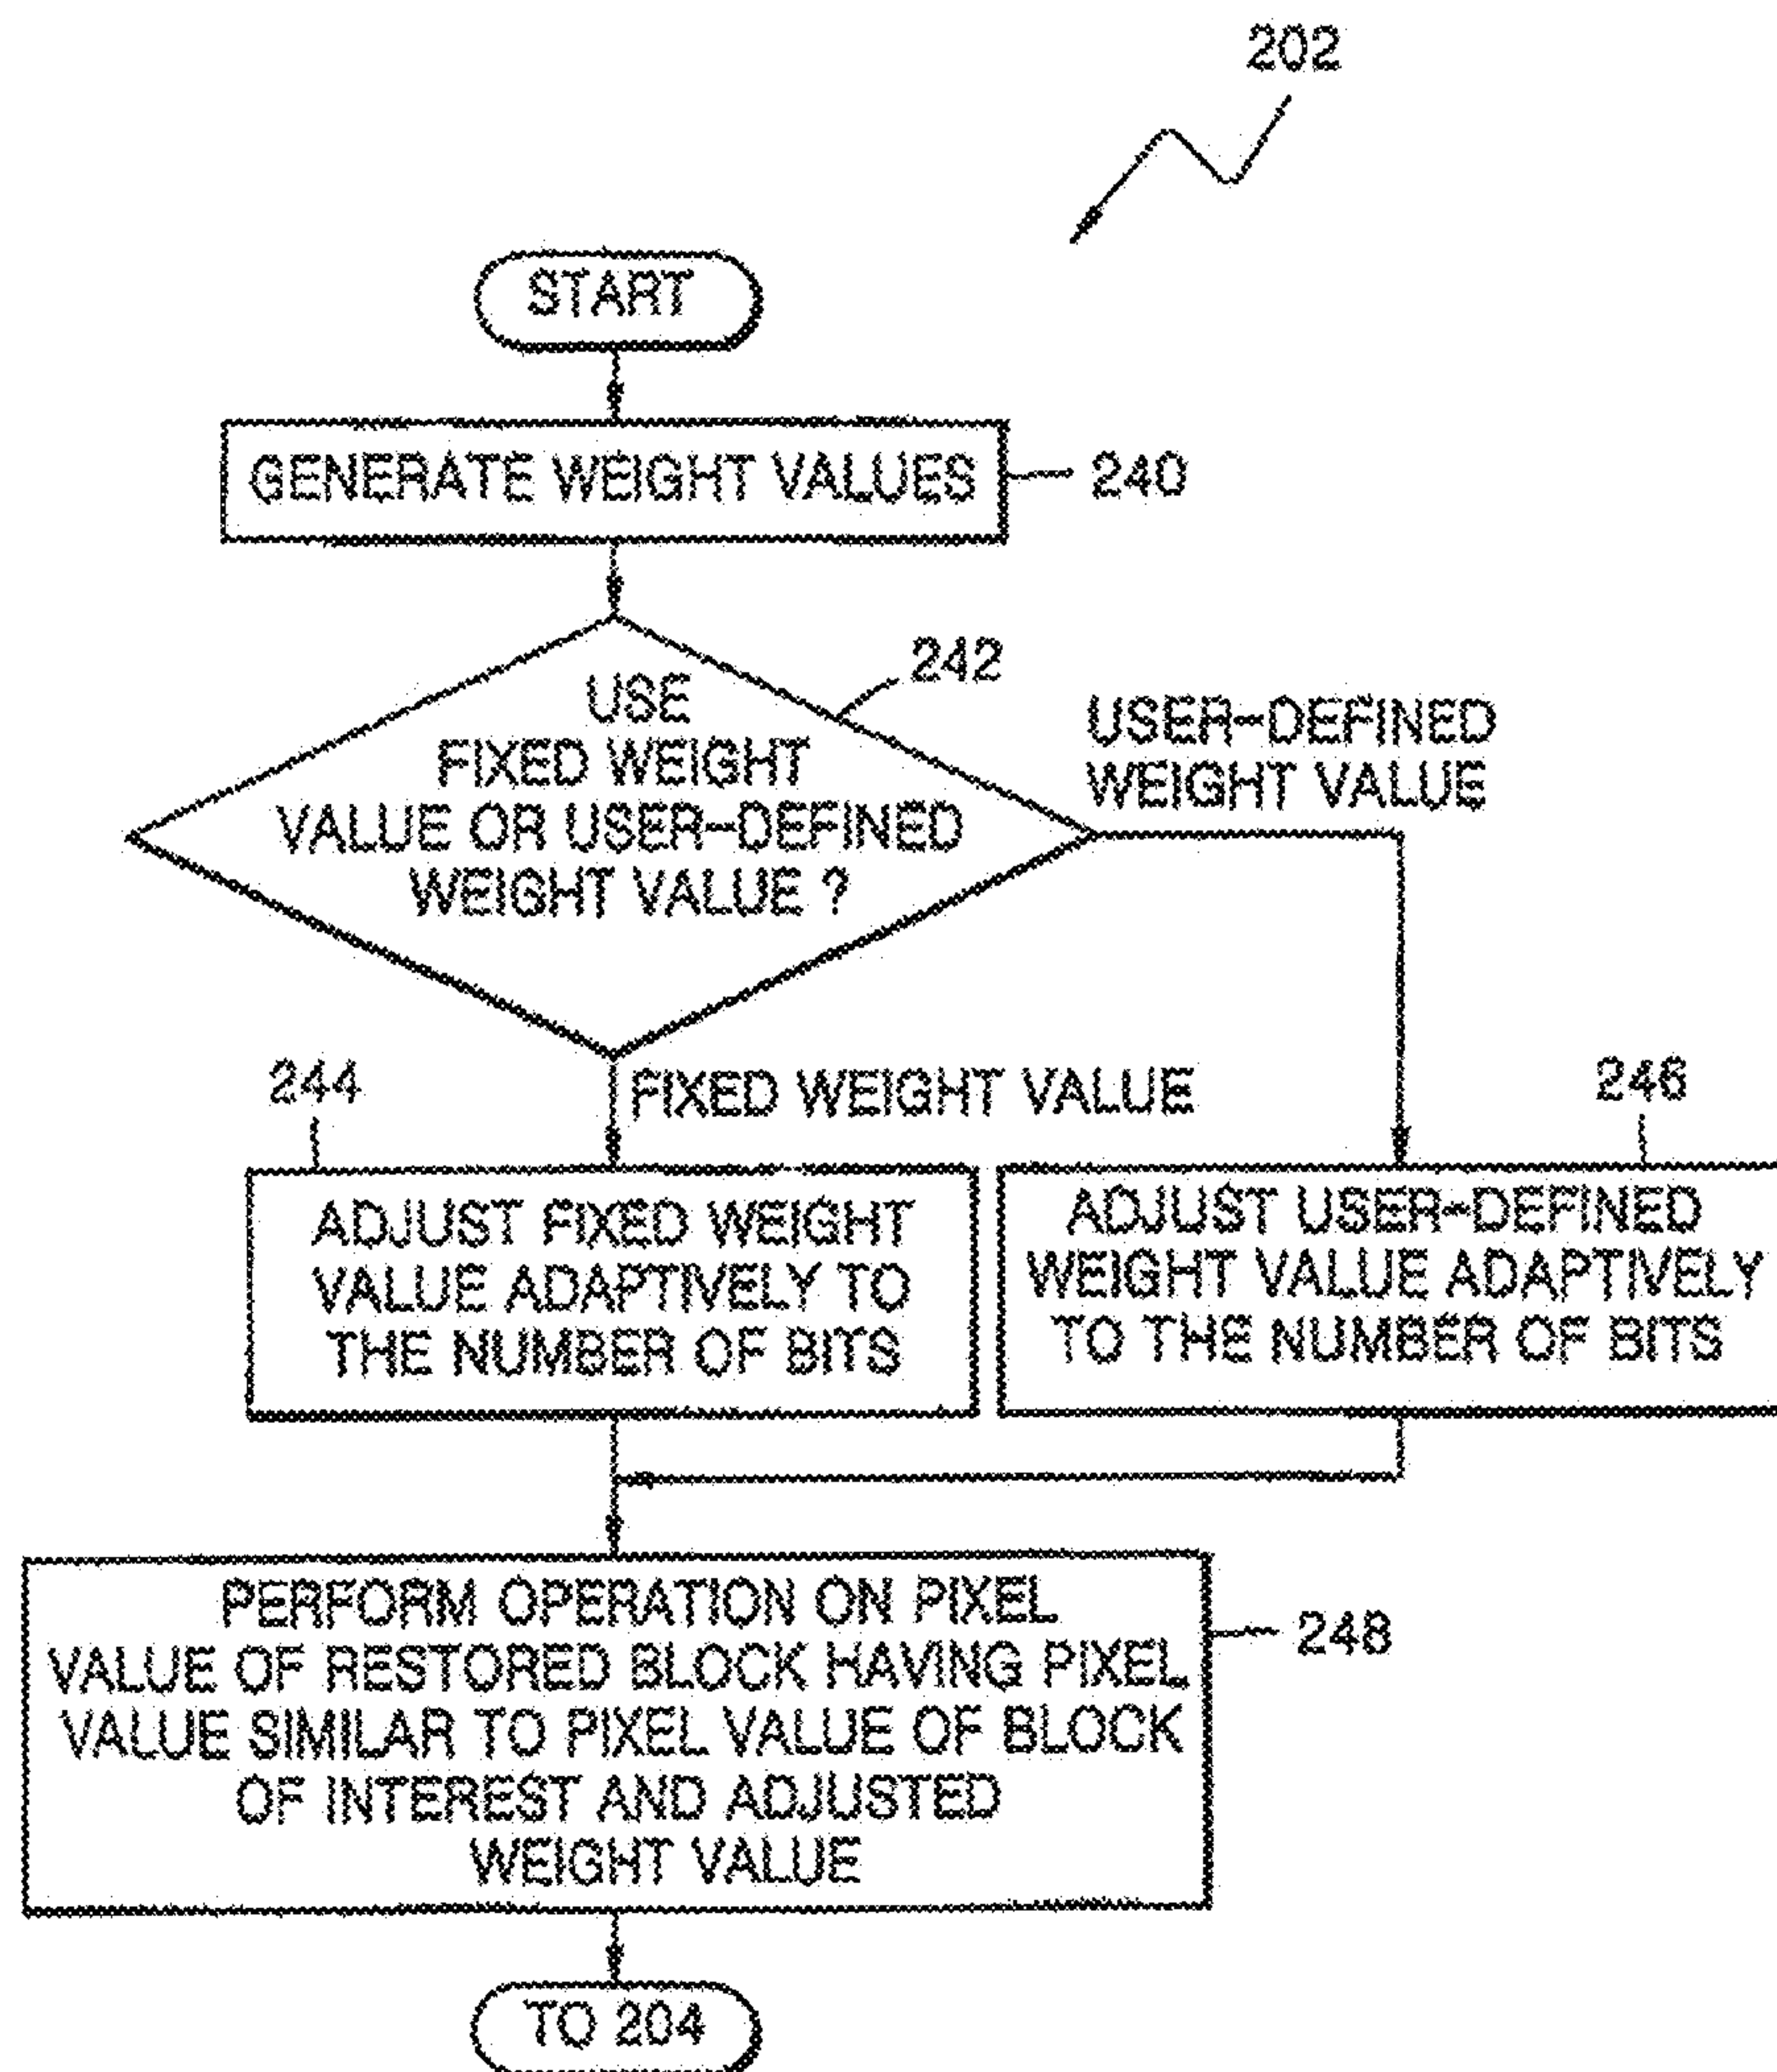 202
START
GENERATE WEIGHT VALUES
240
242
USE
FIXED WEIGHT
VALUE OR USER-DEFINED
WEIGHT VALUE ?
USER-DEFINED
WEIGHT VALUE
244
FIXED WEIGHT VALUE
246
ADJUST FIXED WEIGHT
VALUE ADAPTIVELY TO
THE NUMBER OF BITS
ADJUST USER-DEFINED
WEIGHT VALUE ADAPTIVELY
TO THE NUMBER OF BITS
PERFORM OPERATION ON PIXEL
VALUE OF RESTORED BLOCK HAVING PIXEL
VALUE SIMILAR TO PIXEL VALUE OF BLOCK
OF INTEREST AND ADJUSTED
WEIGHT VALUE
248
TO 204